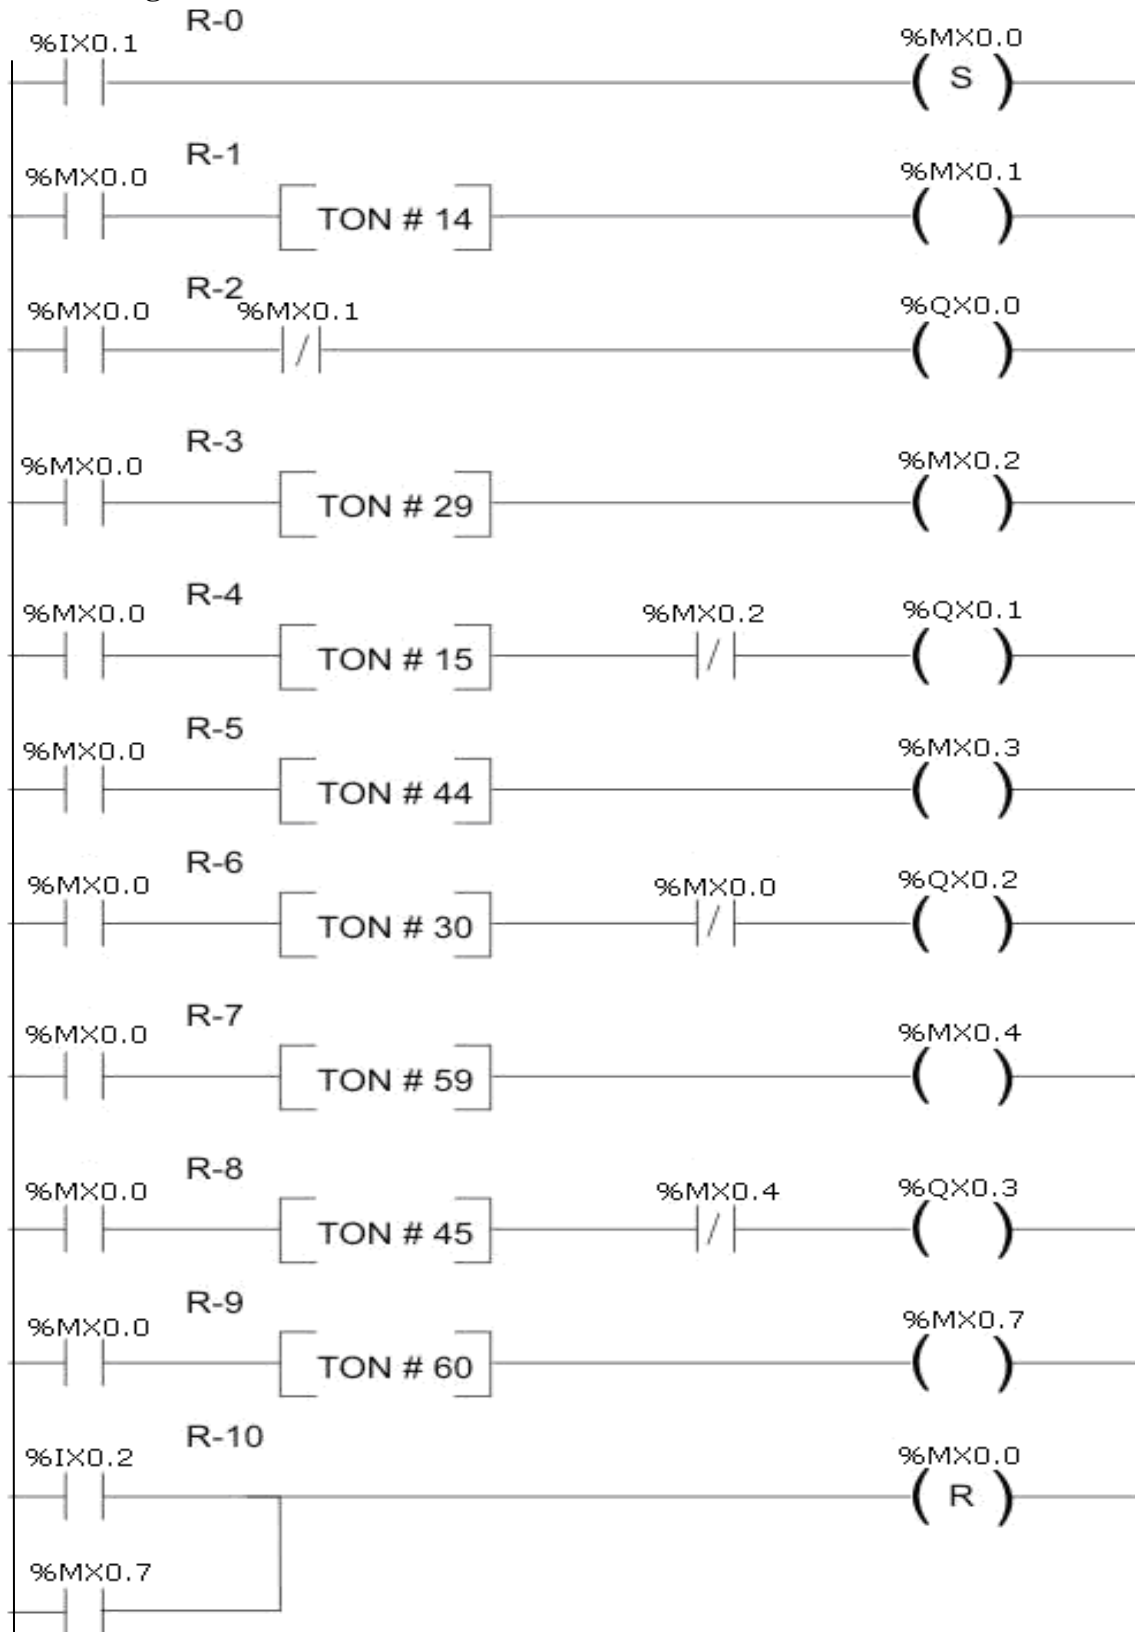 R-0
%IX0.1 %MX0.0
S
R-1
%MX0.0 %MX0.1
TON # 14
R-2
%MX0.0 %MX0.1 %QX0.0
/
R-3
%MX0.0 %MX0.2
TON # 29
R-4
%MX0.0 %MX0.2 %QX0.1
TON # 15 /
R-5
%MX0.0 %MX0.3
TON # 44
R-6
%MX0.0 %MX0.0 %QX0.2
TON # 30 /
R-7
%MX0.0 %MX0.4
TON # 59
R-8
%MX0.0 %MX0.4 %QX0.3
TON # 45 /
R-9
%MX0.0 %MX0.7
TON # 60
R-10
%IX0.2 %MX0.0
R
%MX0.7